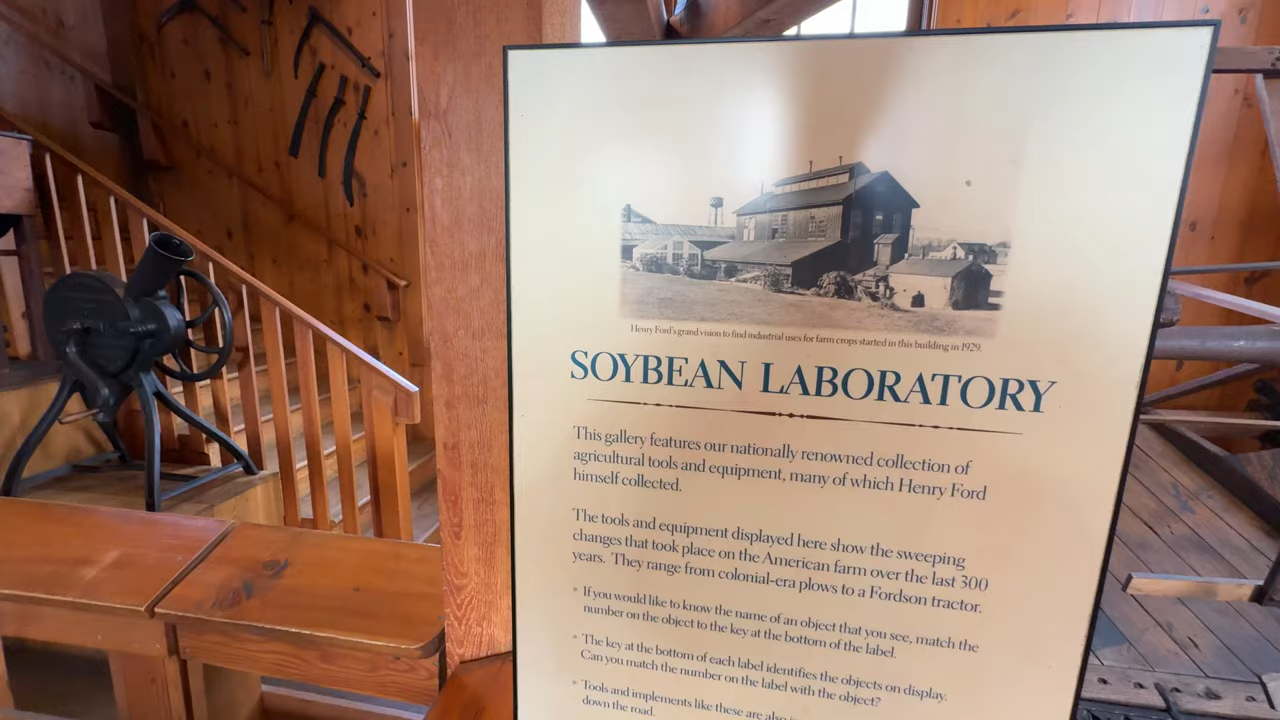 Henry Ford's grand vision to find industrial uses for farm crops started in this building in 1929.
SOYBEAN LABORATORY
This gallery features our nationally renowned collection of
agricultural tools and equipment, many of which Henry Ford
himself collected.
The tools and equipment displayed here show the sweeping
changes that took place on the American farm over the last 300
years. They range from colonial-era plows to a Fordson tractor.
* If you would like to know the name of an object that you see, match the
number on the object to the key at the bottom of the label.
* The key at the bottom of each label identifies the objects on display.
Can you match the number on the label with the object?
* Tools and implements like these are also
down the road.